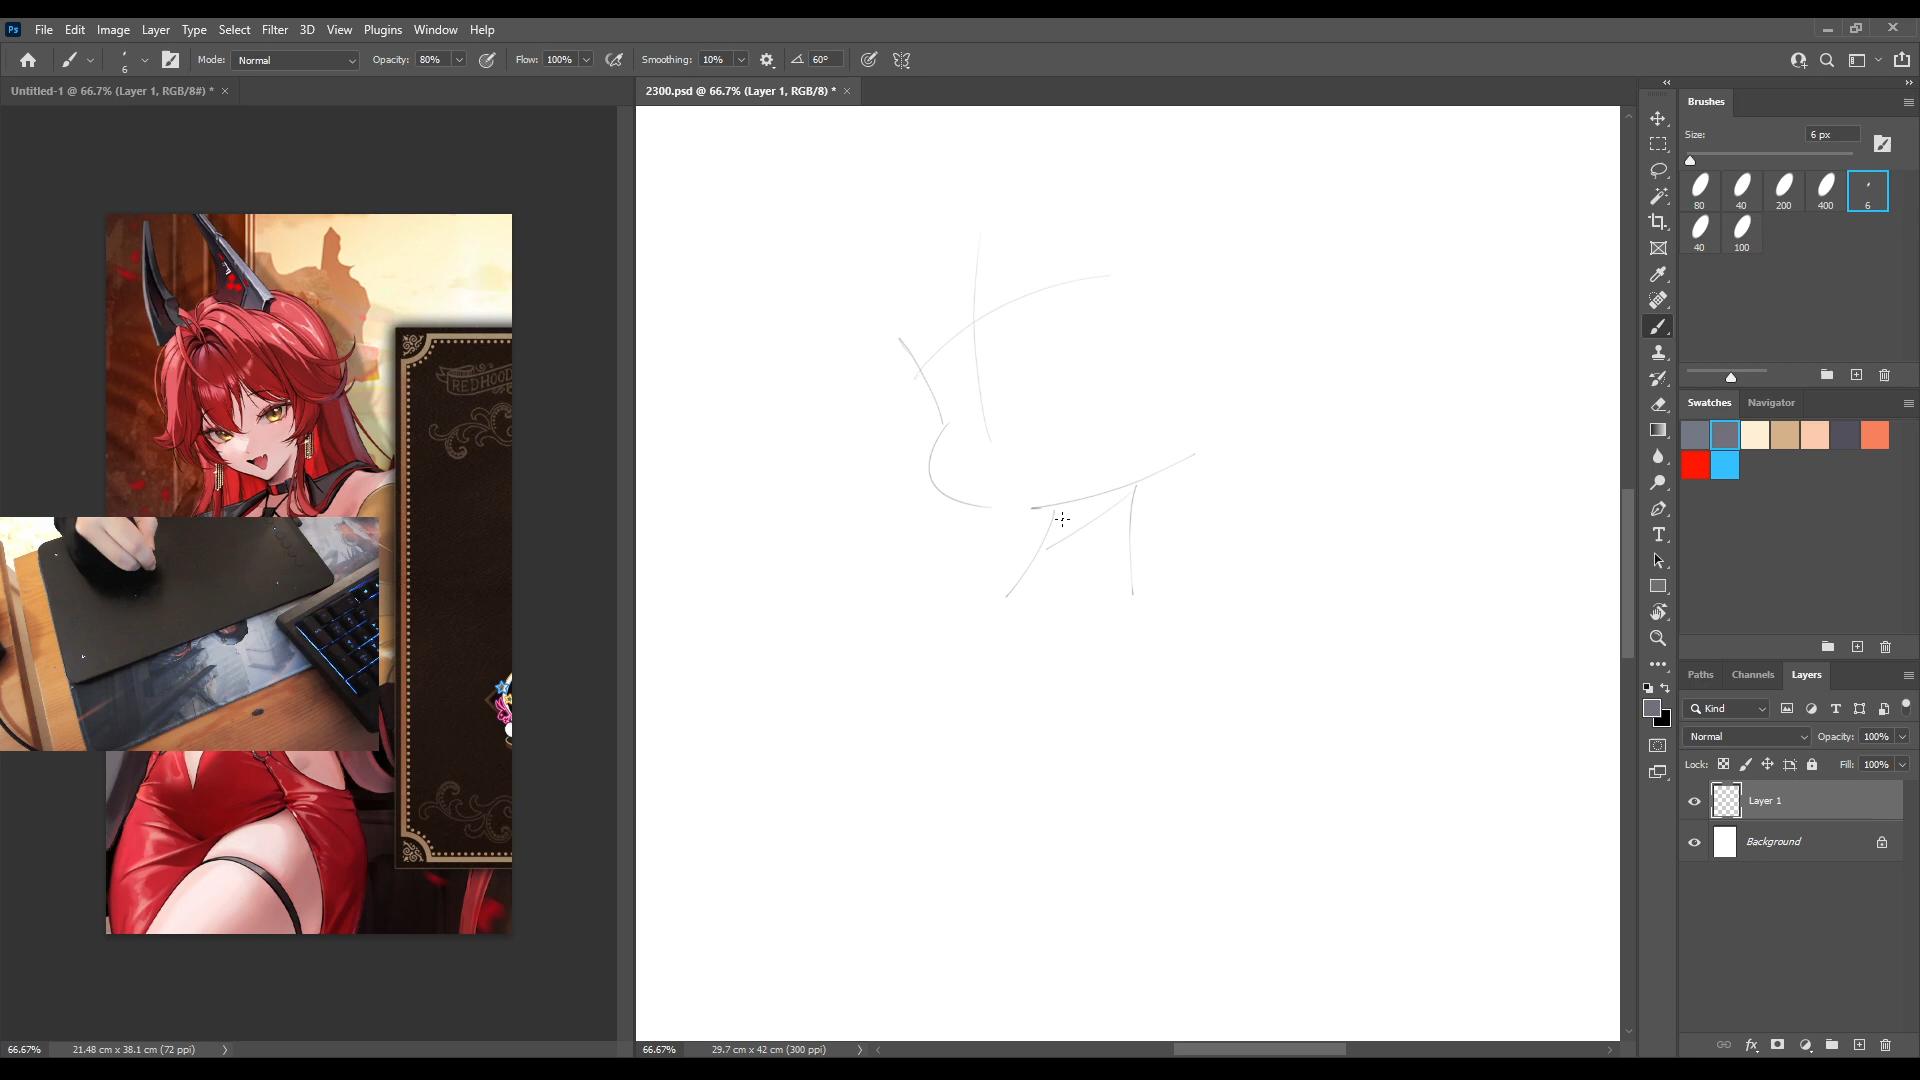 Ps File Edit Image Layer Type Select Filter 3D View Plugins Window Help
6 Mode: Normal Opacity: 80% Flow: 100% Smoothing: 10% 60°
Untitled-1 @ 66.7% (Layer 1, RGB/8#) * ×
2300.psd @ 66.7% (Layer 1, RGB/8) * ×
Brushes
Size: 6 px
80 40 200 400 6
40 100
Swatches Navigator
Paths Channels Layers
Kind
Normal Opacity: 100%
Lock: Fill: 100%
Layer 1
Background
REDHOOD
66.67% 21.48 cm x 38.1 cm (72 ppi)
66.67% 29.7 cm x 42 cm (300 ppi)